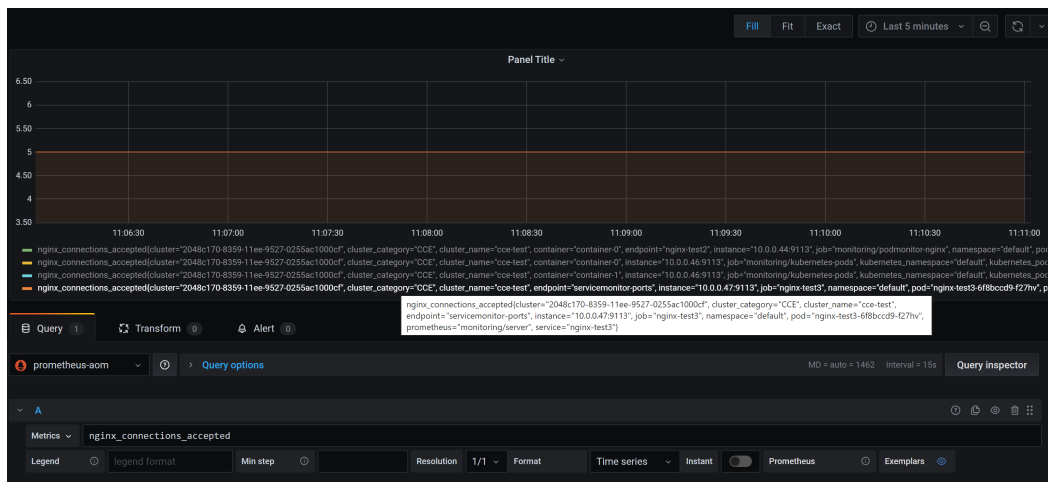 Fill Fit Exact Last 5 minutes
Panel Title
6.50
6
5.50
5
4.50
4
3.50
11:06:30 11:07:00 11:07:30 11:08:00 11:08:30 11:09:00 11:09:30 11:10:00 11:10:30 11:11:00
nginx_connections_accepted{cluster="2048c170-8359-11ee-9527-0255ac1000cf", cluster_category="CCE", cluster_name="cce-test", container="container-0", endpoint="nginx-test2", instance="10.0.0.44:9113", job="monitoring/podmonitor-nginx", namespace="default", poc
nginx_connections_accepted{cluster="2048c170-8359-11ee-9527-0255ac1000cf", cluster_category="CCE", cluster_name="cce-test", container="container-0", instance="10.0.0.46:9113", job="monitoring/kubernetes-pods", kubernetes_namespace="default", kubernetes_poc
nginx_connections_accepted{cluster="2048c170-8359-11ee-9527-0255ac1000cf", cluster_category="CCE", cluster_name="cce-test", container="container-1", instance="10.0.0.46:9113", job="monitoring/kubernetes-pods", kubernetes_namespace="default", kubernetes_poc
nginx_connections_accepted{cluster="2048c170-8359-11ee-9527-0255ac1000cf", cluster_category="CCE", cluster_name="cce-test", endpoint="servicemonitor-ports", instance="10.0.0.47:9113", job="nginx-test3", namespace="default", pod="nginx-test3-6f8bccd9-f27hv", p
nginx_connections_accepted{cluster="2048c170-8359-11ee-9527-0255ac1000cf", cluster_category="CCE", cluster_name="cce-test",
endpoint="servicemonitor-ports", instance="10.0.0.47:9113", job="nginx-test3", namespace="default", pod="nginx-test3-6f8bccd9-f27hv",
prometheus="monitoring/server", service="nginx-test3"}
Query 1 Transform 0 Alert 0
prometheus-aom Query options MD = auto = 1462 Interval = 15s Query inspector
A
Metrics nginx_connections_accepted
Legend legend format Min step Resolution 1/1 Format Time series Instant Prometheus Exemplars